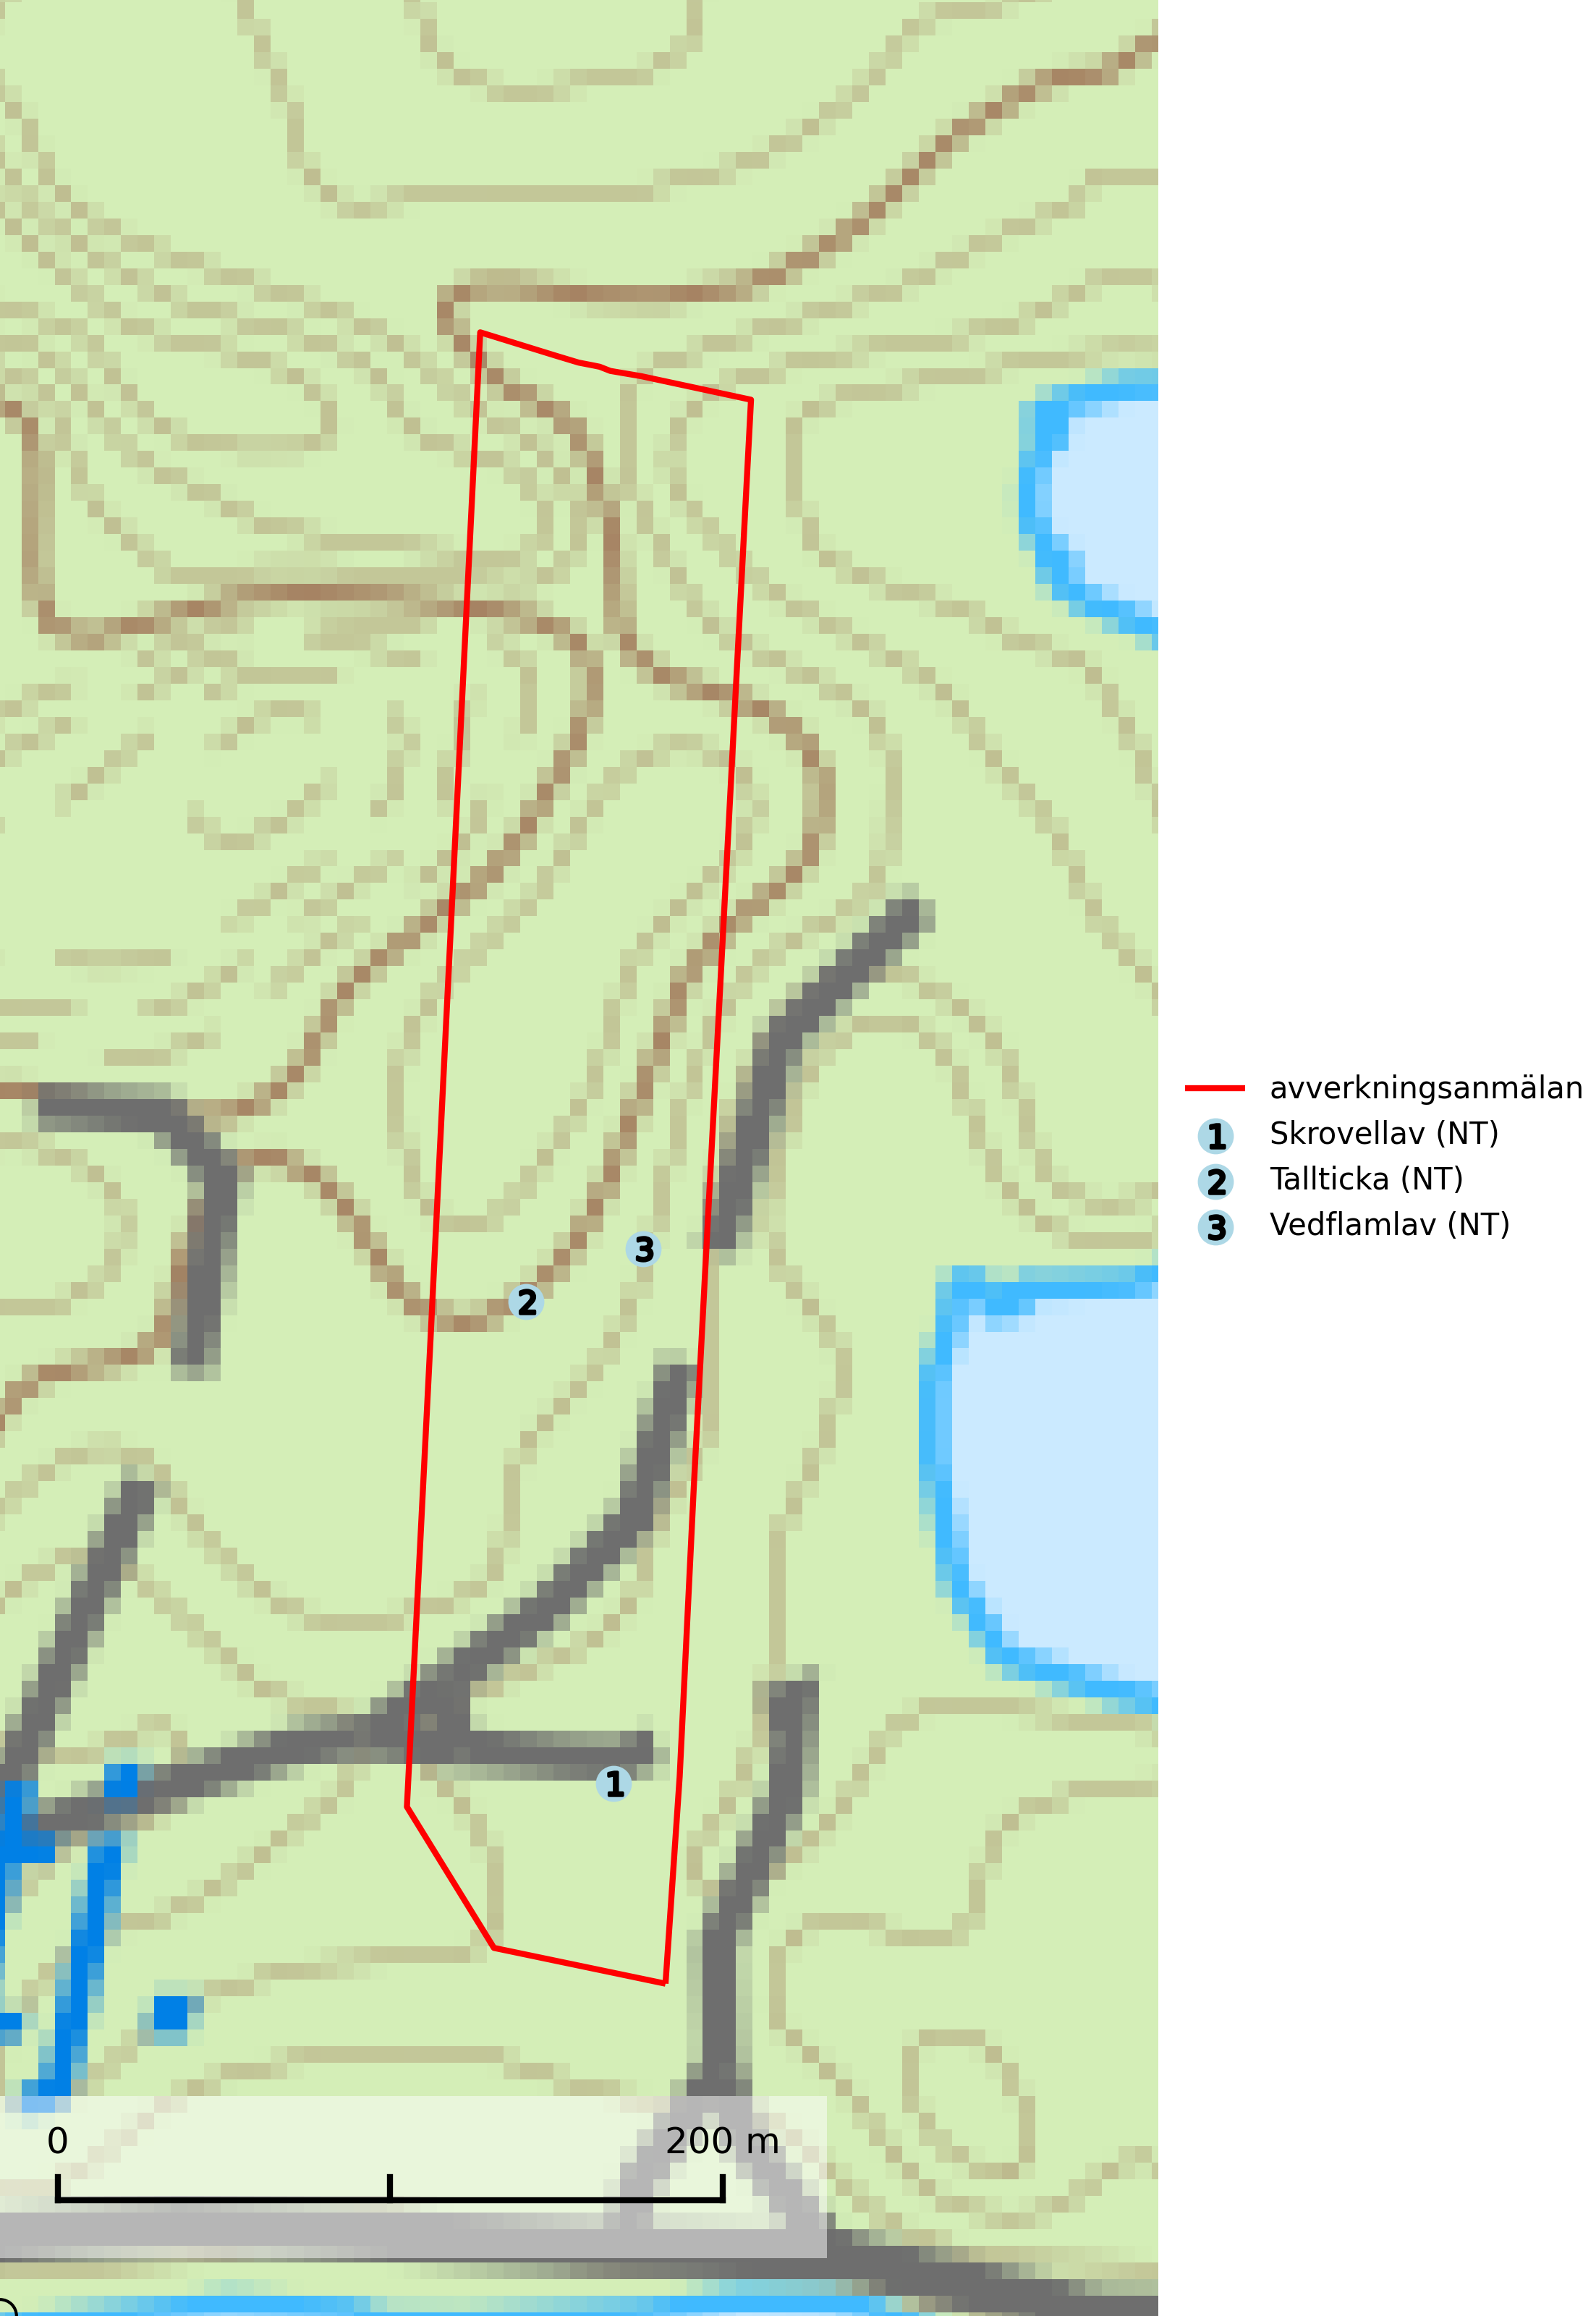 avverkningsanmälan
1 Skrovellav (NT)
2 Tallticka (NT)
3 Vedflamlav (NT)
3
2
1
0 200 m